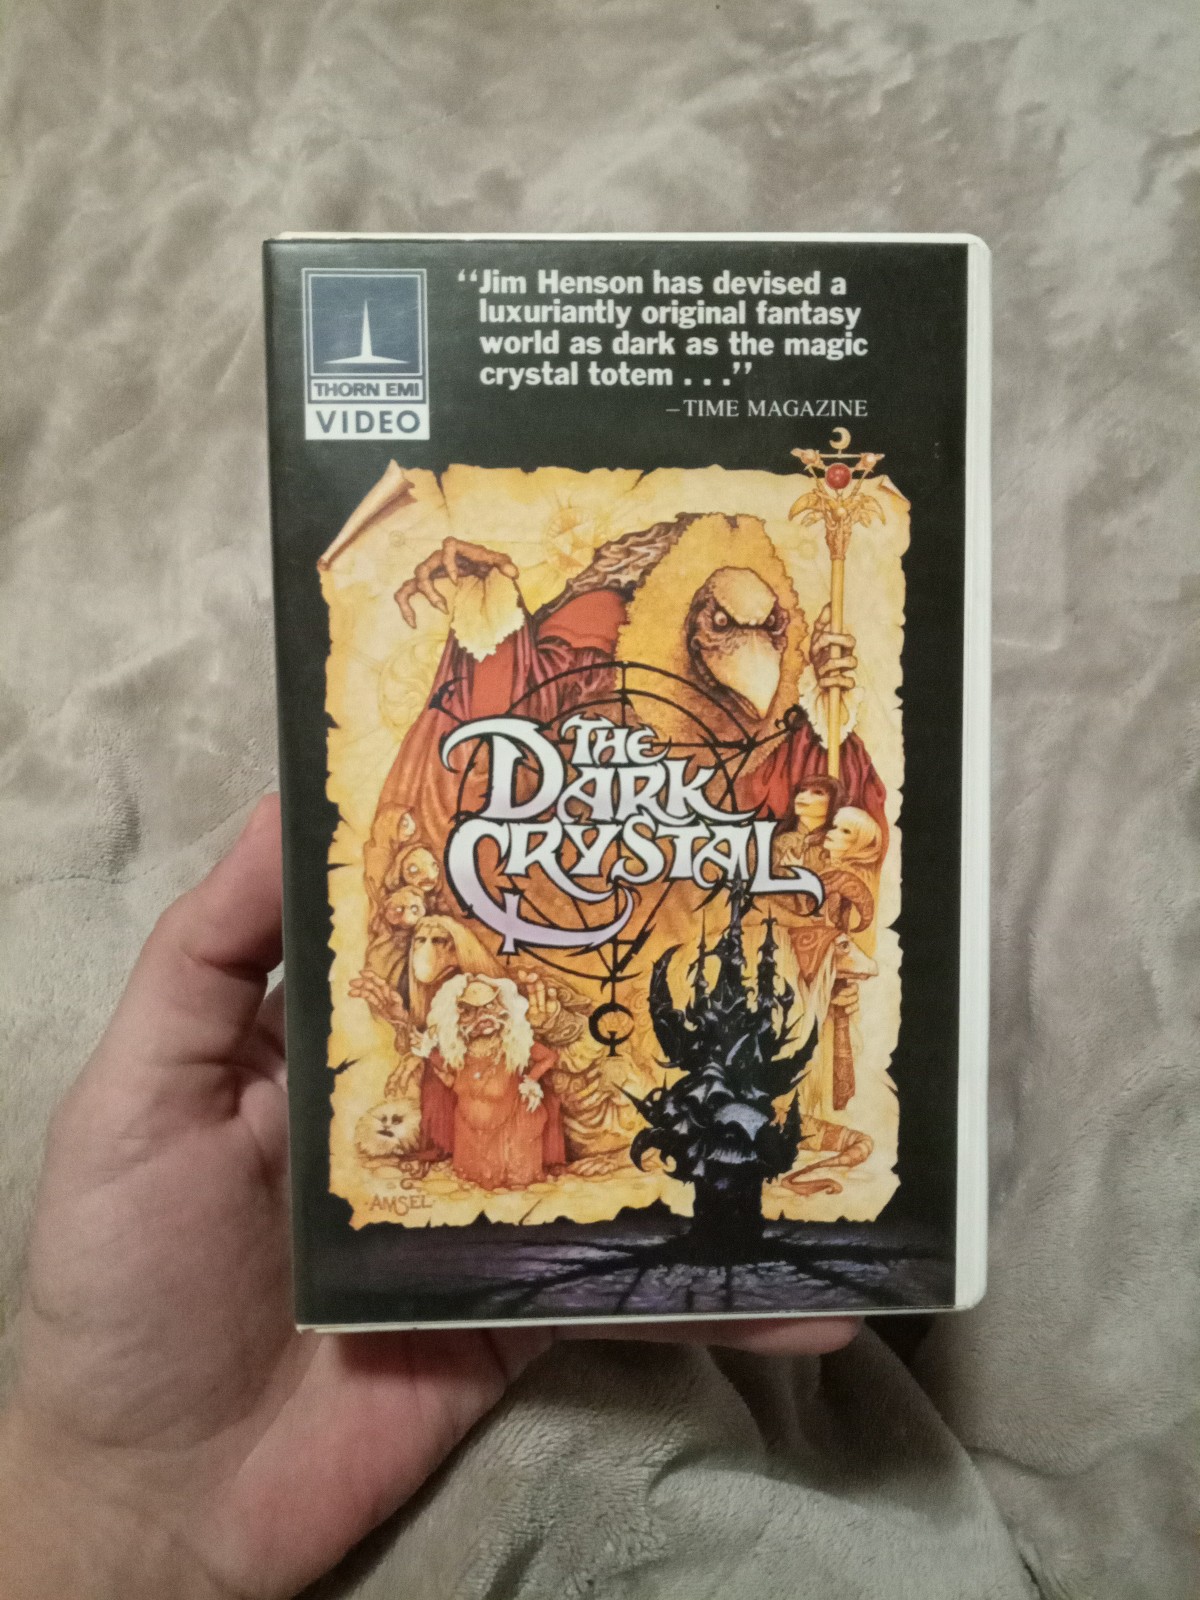 THORN EMI
VIDEO
“Jim Henson has devised a
luxuriantly original fantasy
world as dark as the magic
crystal totem . . .”
–TIME MAGAZINE
THE
DARK
CRYSTAL
·AMSEL·